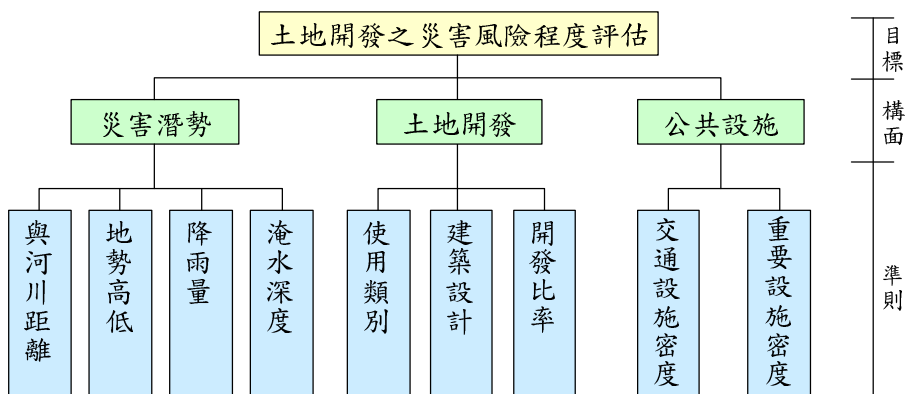 土地開發之災害風險程度評估
目標
災害潛勢
土地開發
公共設施
構面
與河川距離
地勢高低
降雨量
淹水深度
使用類別
建築設計
開發比率
交通設施密度
重要設施密度
準則